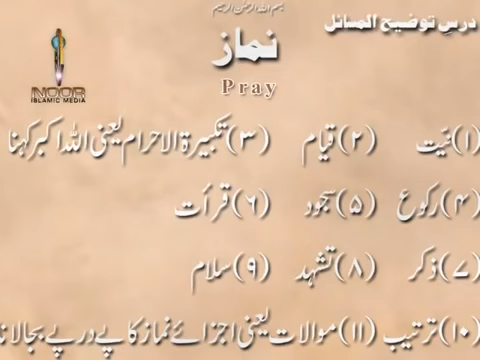 بسم اللہ الرحمٰن الرحیم
درسِ توضیح المسائل
نماز
Pray
NOOR
ISLAMIC MEDIA
(۱) نیت (۲) قیام (۳) تکبیرۃ الاحرام یعنی اللہ اکبر کہنا
(۴) رکوع (۵) سجود (۶) قرأت
(۷) ذکر (۸) تشہد (۹) سلام
(۱۰) ترتیب (۱۱) موالات یعنی اجزائے نماز کا پے در پے بجالانا